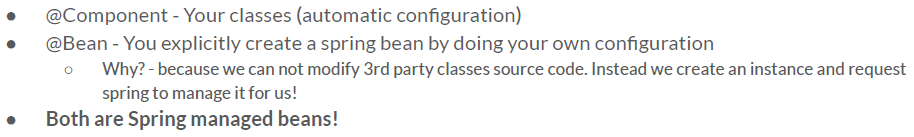 ● @Component - Your classes (automatic configuration)
● @Bean - You explicitly create a spring bean by doing your own configuration
○ Why? - because we can not modify 3rd party classes source code. Instead we create an instance and request
spring to manage it for us!
● Both are Spring managed beans!